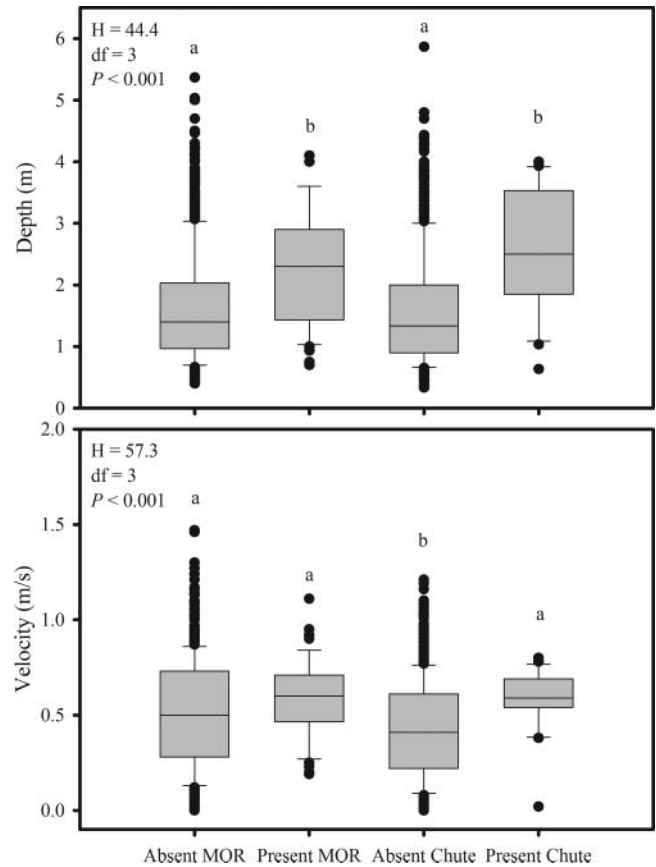 H = 44.4
df = 3
P < 0.001
a
b
a
b
Depth (m)
6
5
4
3
2
1
0
H = 57.3
df = 3
P < 0.001
a
a
b
a
Velocity (m/s)
2.0
1.5
1.0
0.5
0.0
Absent MOR Present MOR Absent Chute Present Chute